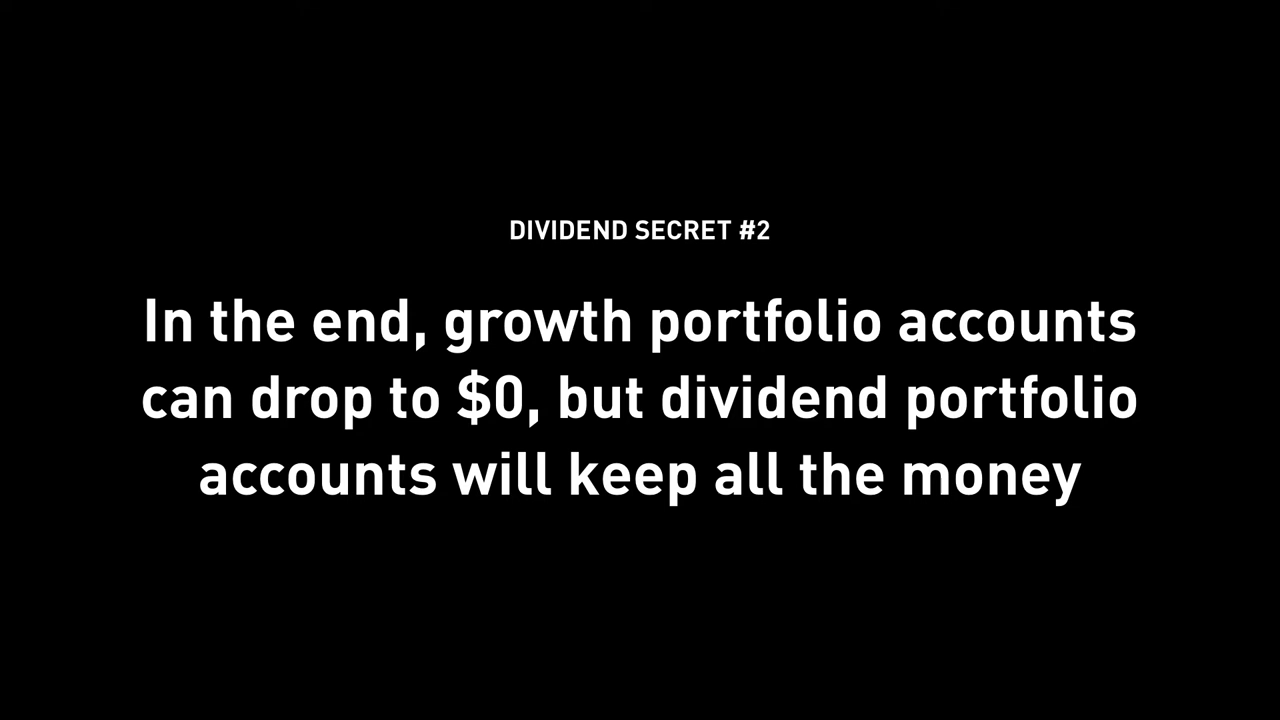 DIVIDEND SECRET #2
In the end, growth portfolio accounts
can drop to $0, but dividend portfolio
accounts will keep all the money